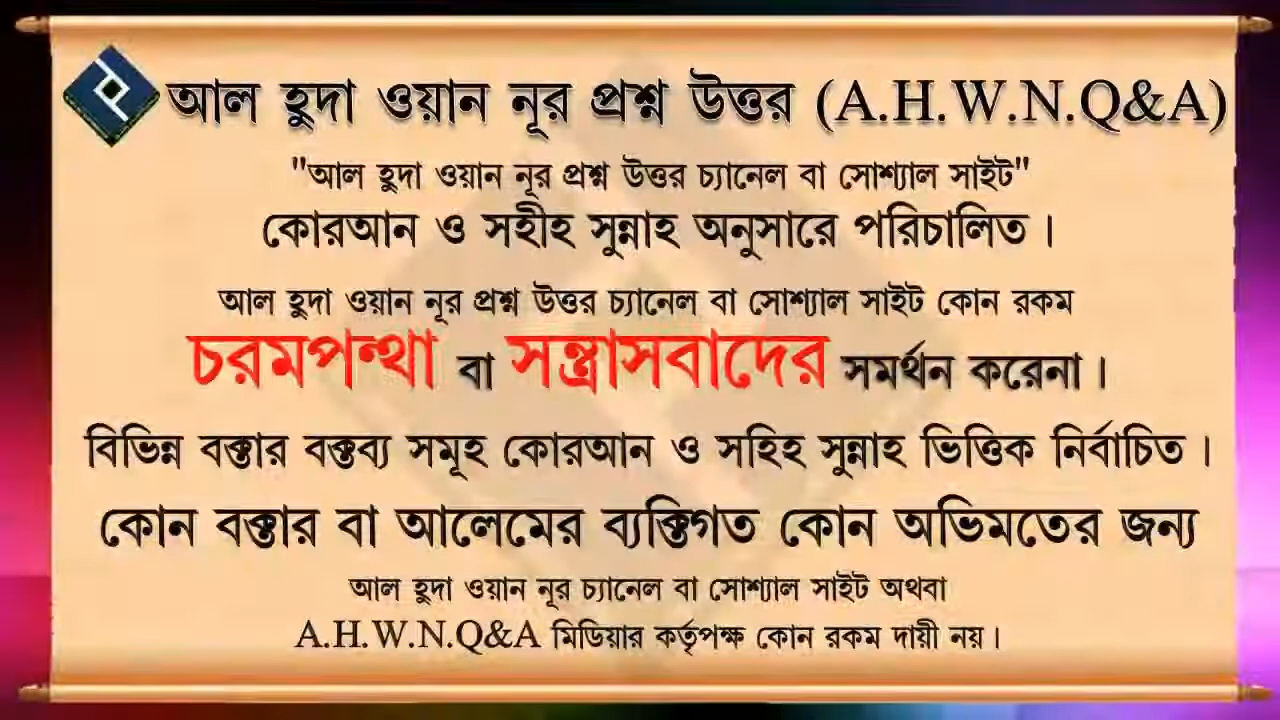 আল হুদা ওয়ান নূর প্রশ্ন উত্তর (A.H.W.N.Q&A)
"আল হুদা ওয়ান নূর প্রশ্ন উত্তর চ্যানেল বা সোশ্যাল সাইট"
কোরআন ও সহীহ সুন্নাহ অনুসারে পরিচালিত।
আল হুদা ওয়ান নূর প্রশ্ন উত্তর চ্যানেল বা সোশ্যাল সাইট কোন রকম
চরমপন্থা বা সন্ত্রাসবাদের সমর্থন করেনা।
বিভিন্ন বক্তার বক্তব্য সমূহ কোরআন ও সহিহ সুন্নাহ ভিত্তিক নির্বাচিত।
কোন বক্তার বা আলেমের ব্যক্তিগত কোন অভিমতের জন্য
আল হুদা ওয়ান নূর চ্যানেল বা সোশ্যাল সাইট অথবা
A.H.W.N.Q&A মিডিয়ার কর্তৃপক্ষ কোন রকম দায়ী নয়।